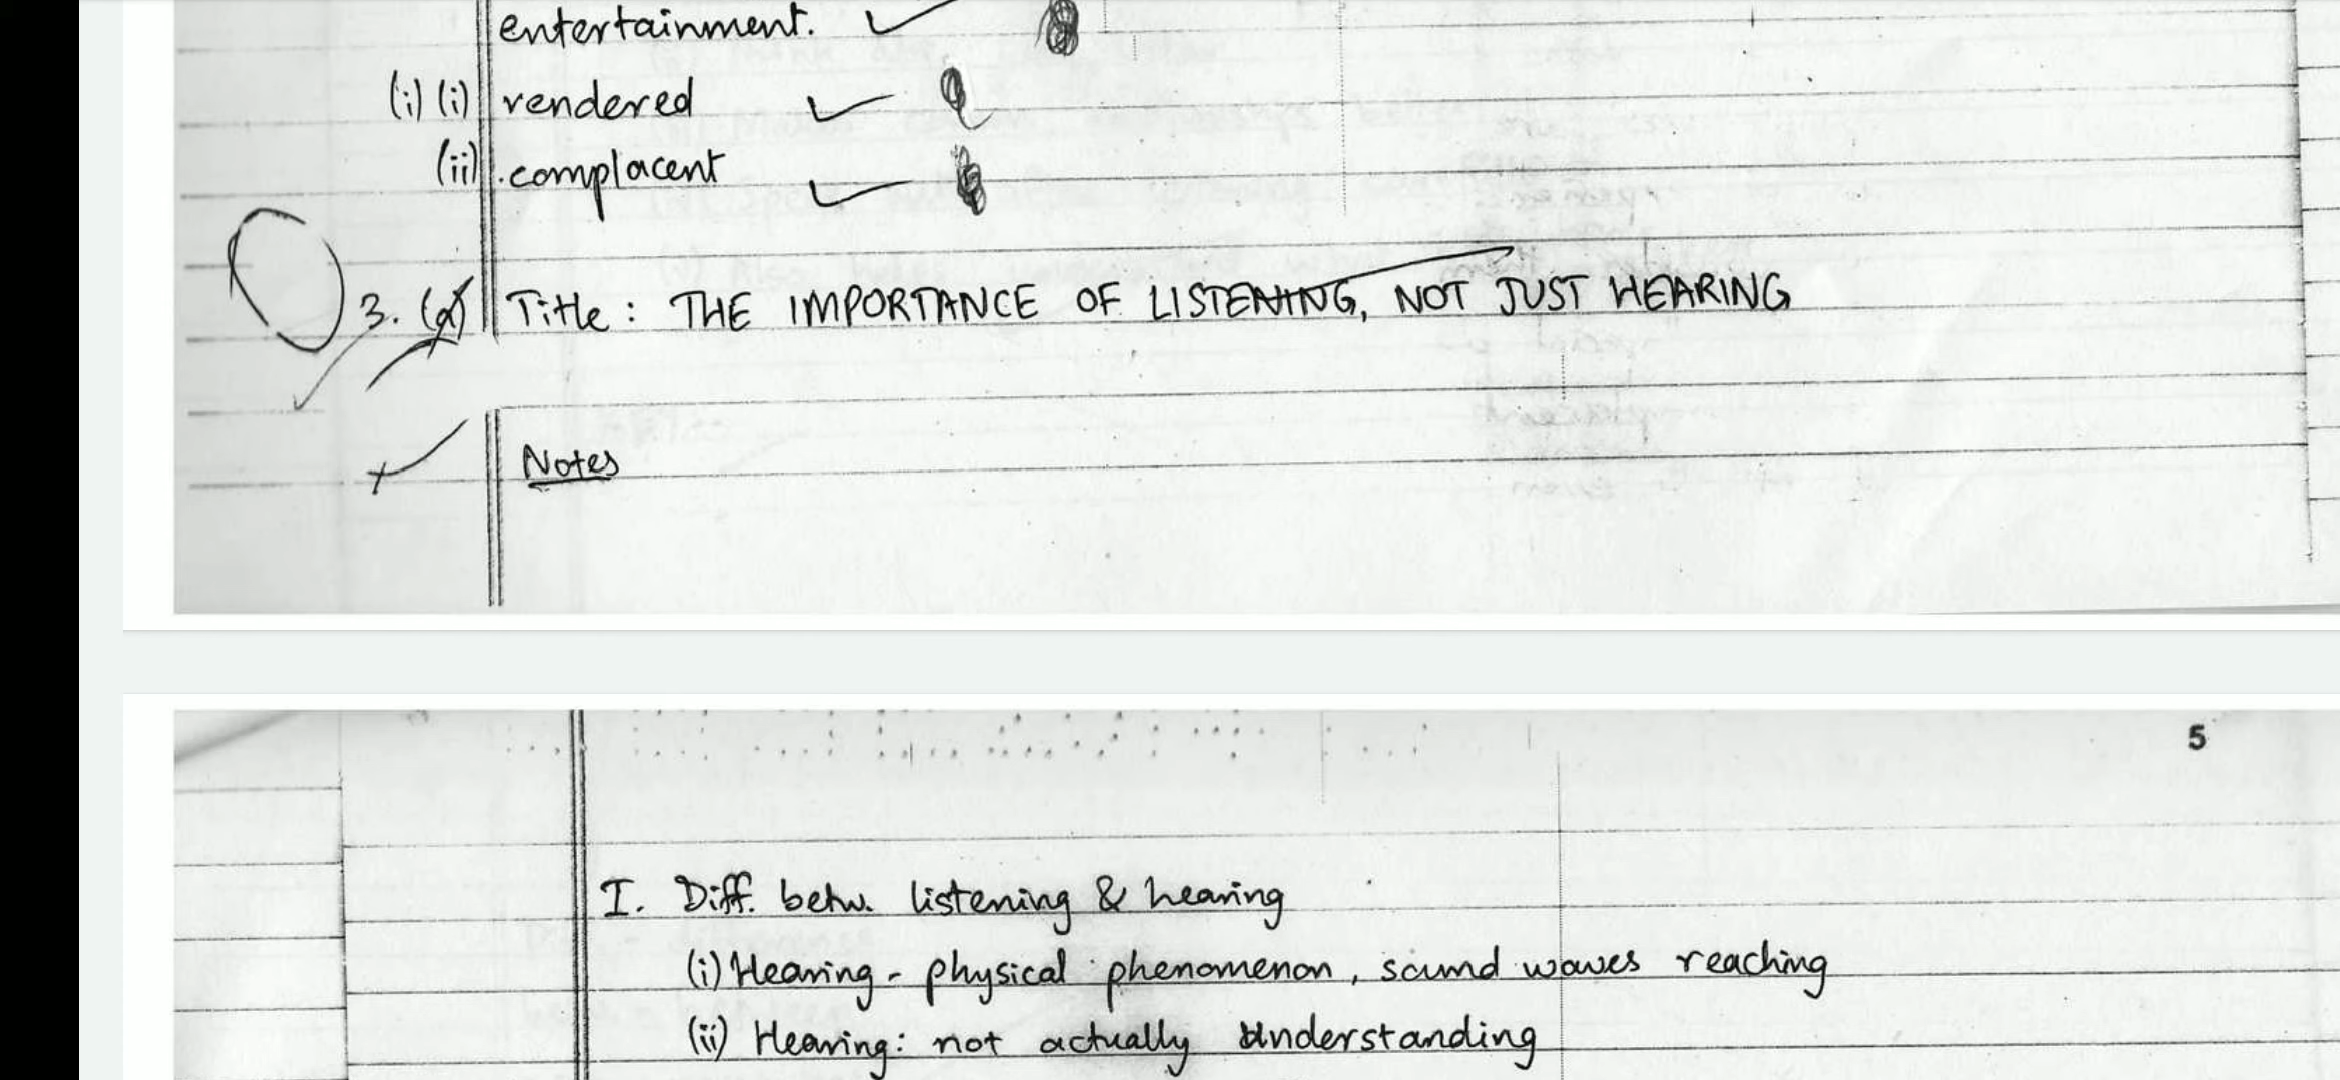 entertainment.
(i) (i) rendered
(ii) complacent
3. (a) Title : THE IMPORTANCE OF LISTENING, NOT JUST HEARING
Notes
5
I. Diff. betw. listening & hearing
(i) Hearing - physical phenomenon, sound waves reaching
(ii) Hearing: not actually understanding